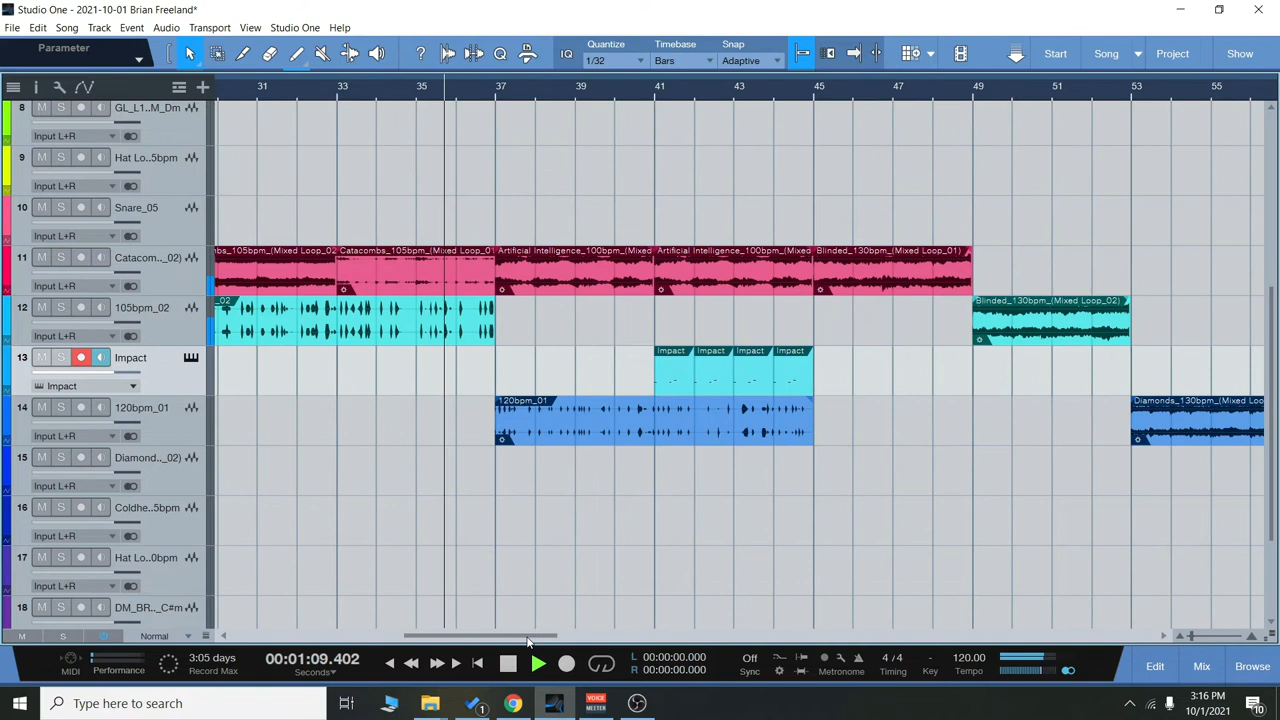 Studio One - 2021-10-01 Brian Freeland*
File Edit Song Track Event Audio Transport View Studio One Help
Parameter
IQ Quantize 1/32 Timebase Bars Snap Adaptive
Start Song Project Show
31 33 35 37 39 41 43 45 47 49 51 53 55
8 M S GL_L1..M_Dm
Input L+R
9 M S Hat Lo..5bpm
Input L+R
10 M S Snare_05
Input L+R
11 M S Catacom.._02) bs_105bpm_(Mixed Loop_02 Catacombs_105bpm_(Mixed Loop_01 Artificial Intelligence_100bpm_(Mixed Artificial Intelligence_100bpm_(Mixed Blinded_130bpm_(Mixed Loop_01)
Input L+R
12 M S 105bpm_02 _02 Blinded_130bpm_(Mixed Loop_02)
Input L+R
13 M S Impact Impact Impact Impact Impact
Impact
14 M S 120bpm_01 120bpm_01 Diamonds_130bpm_(Mixed Loo
Input L+R
15 M S Diamond.._02)
Input L+R
16 M S Coldhe..5bpm
Input L+R
17 M S Hat Lo..0bpm
Input L+R
18 M S DM_BR.._C#m
M S Normal
MIDI Performance 3:05 days Record Max 00:01:09.402 Seconds
L 00:00:00.000
R 00:00:00.000
Off Sync Metronome 4 / 4 Timing Key 120.00 Tempo
Edit Mix Browse
Type here to search
1
VOICE
MEETER
3:16 PM
10/1/2021
10